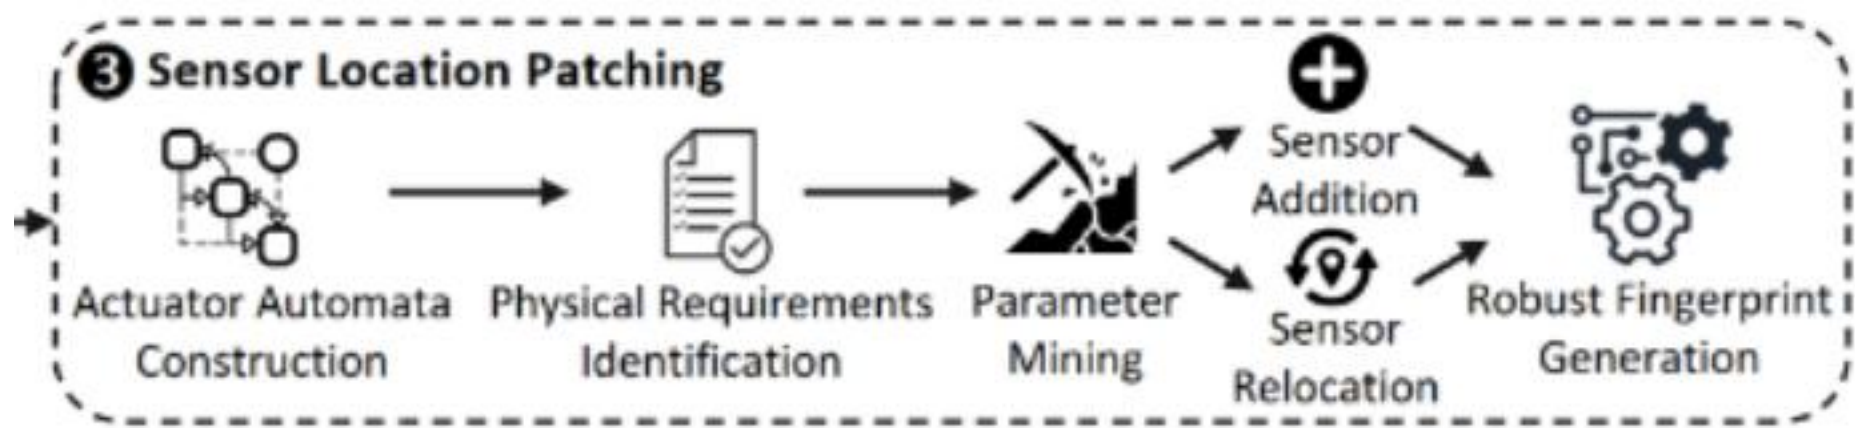 3 Sensor Location Patching
Actuator Automata
Construction
Physical Requirements
Identification
Parameter
Mining
Sensor
Addition
Sensor
Relocation
Robust Fingerprint
Generation